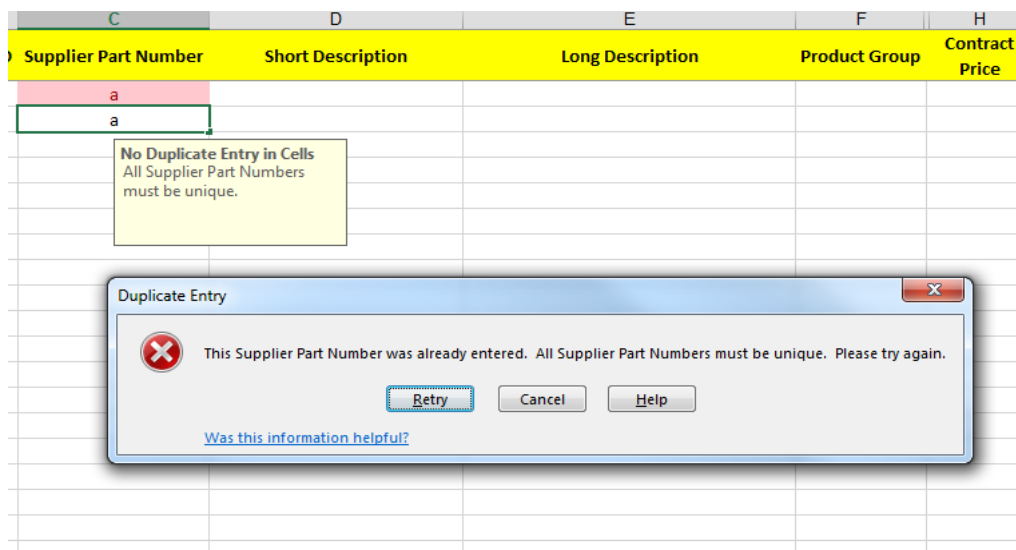 C D E F H
Supplier Part Number Short Description Long Description Product Group Contract Price
a
a
No Duplicate Entry in Cells
All Supplier Part Numbers
must be unique.
Duplicate Entry
This Supplier Part Number was already entered. All Supplier Part Numbers must be unique. Please try again.
Retry Cancel Help
Was this information helpful?